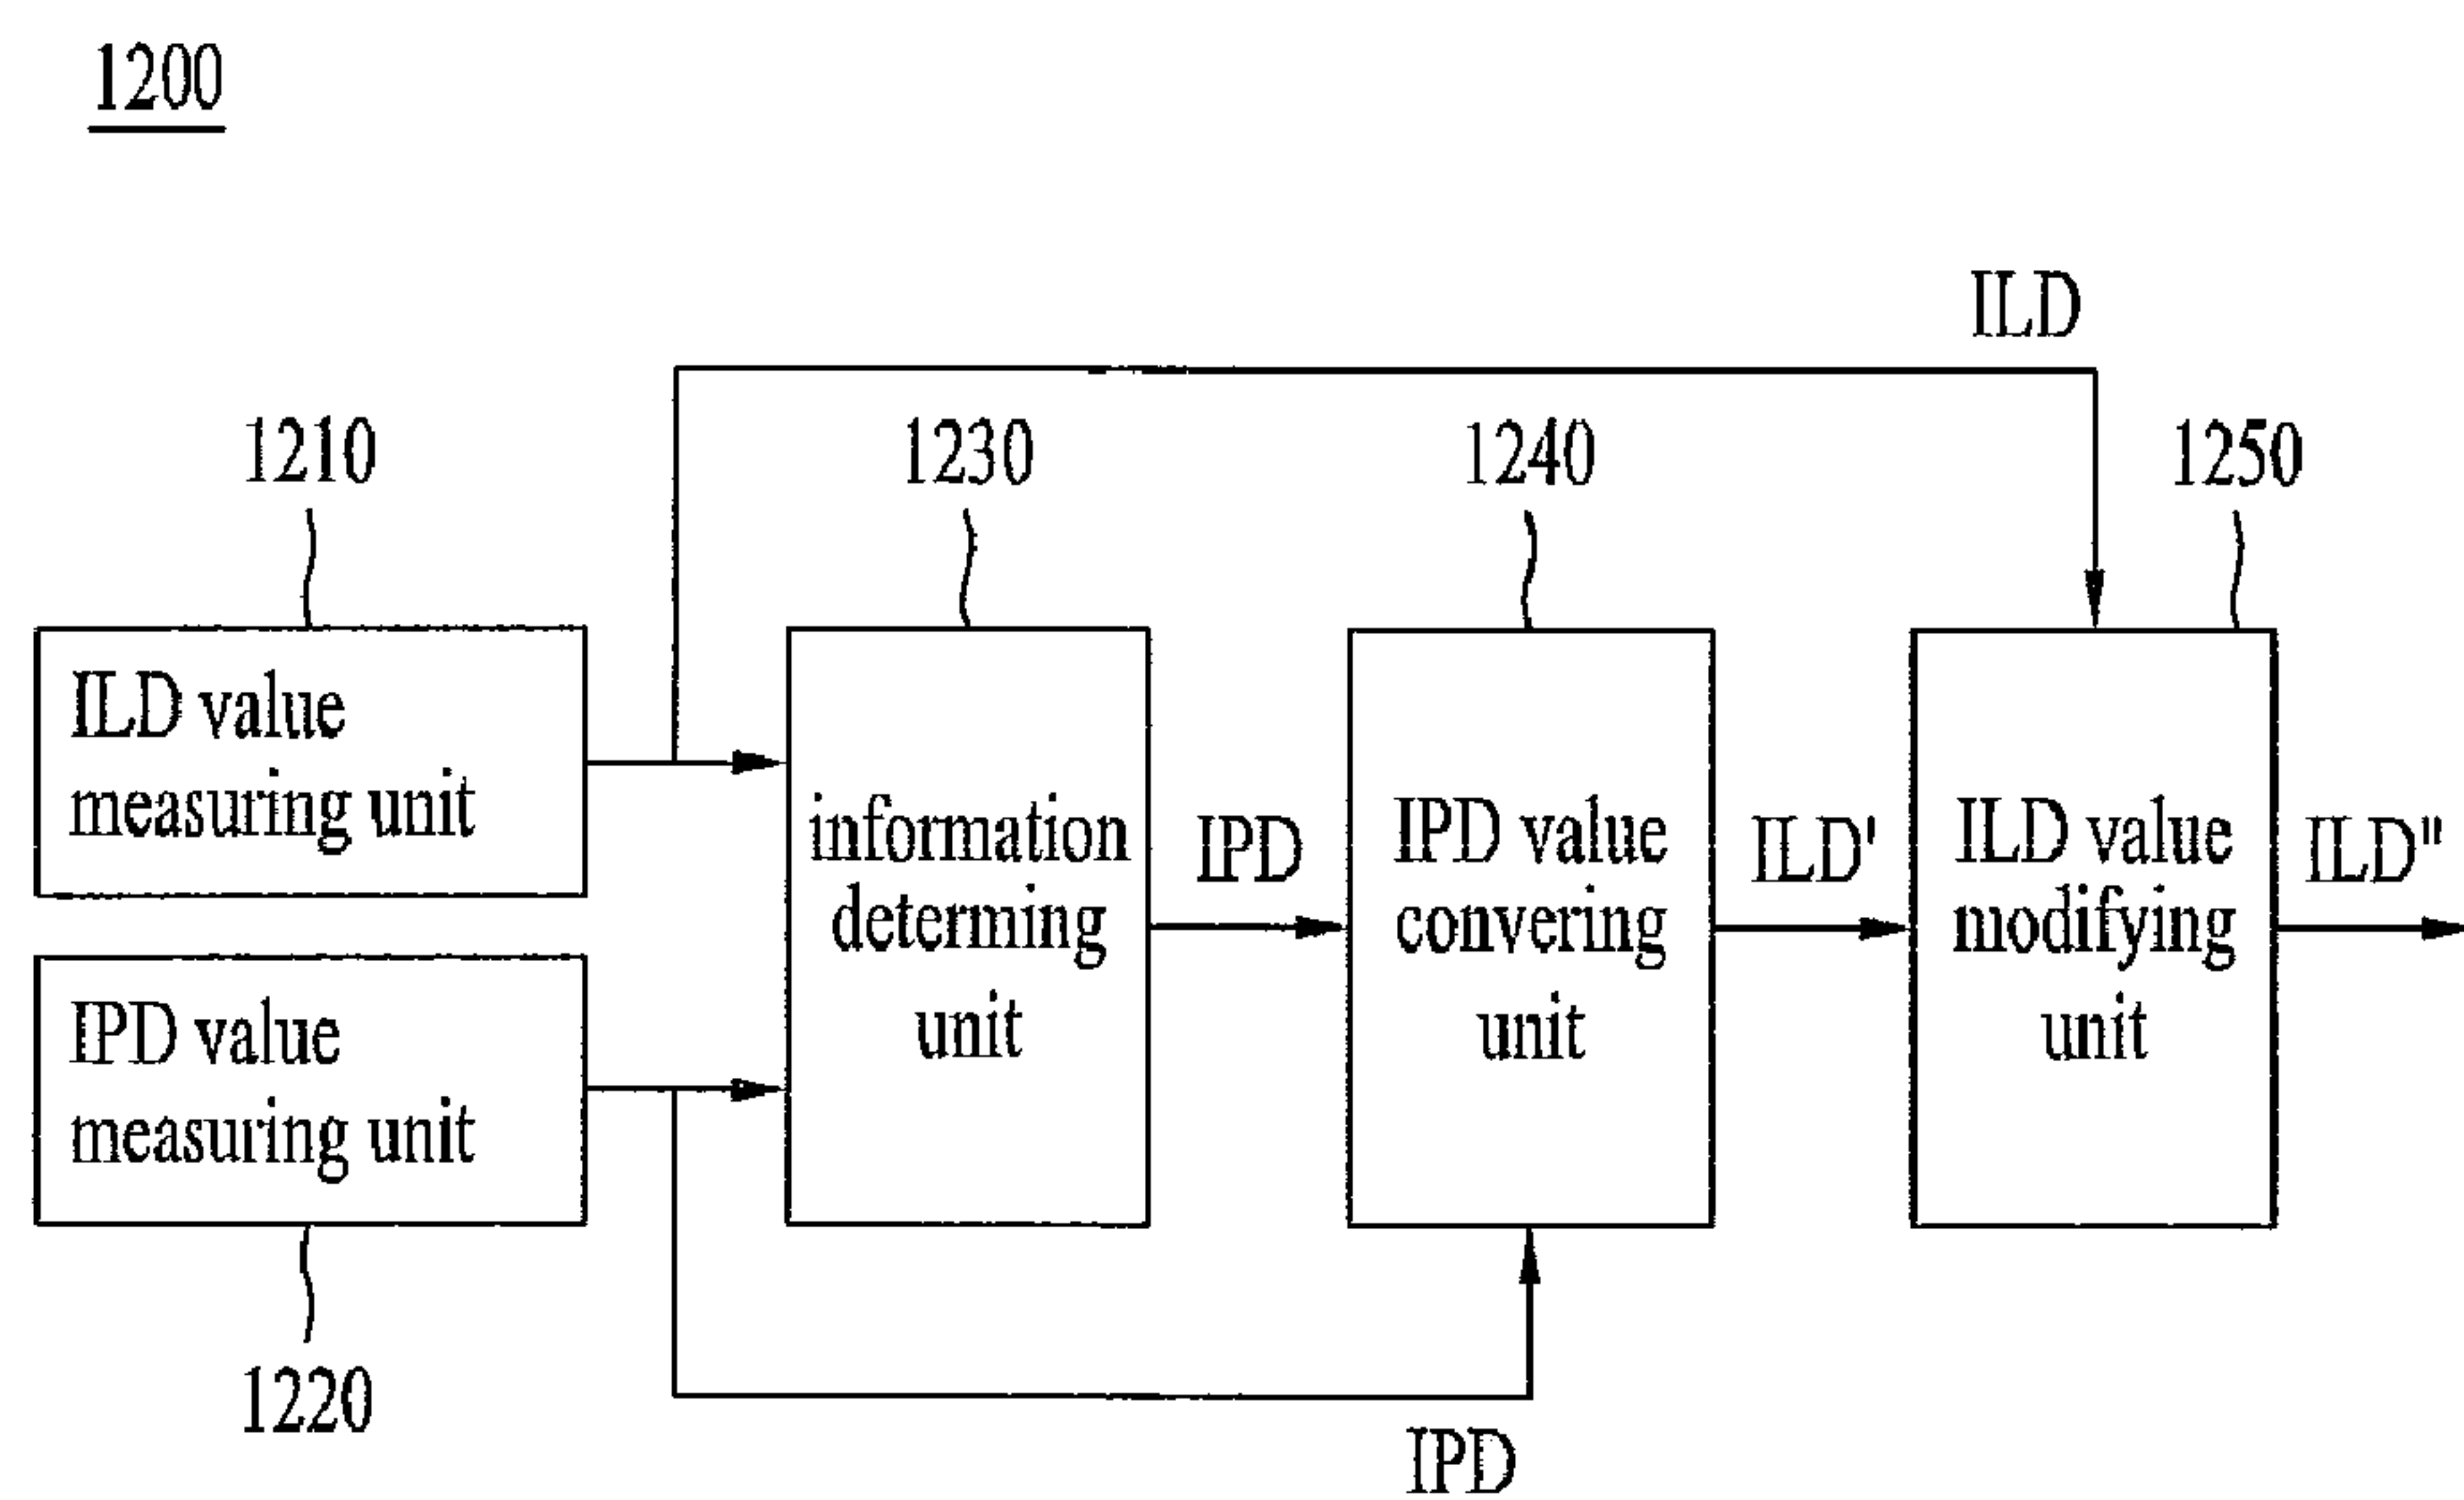 1200
ILD
1210
1230
1240
1250
ILD value
measuring unit
information
determing
unit
IPD
IPD value
convering
unit
ILD'
ILD value
modifying
unit
ILD"
IPD value
measuring unit
1220
IPD